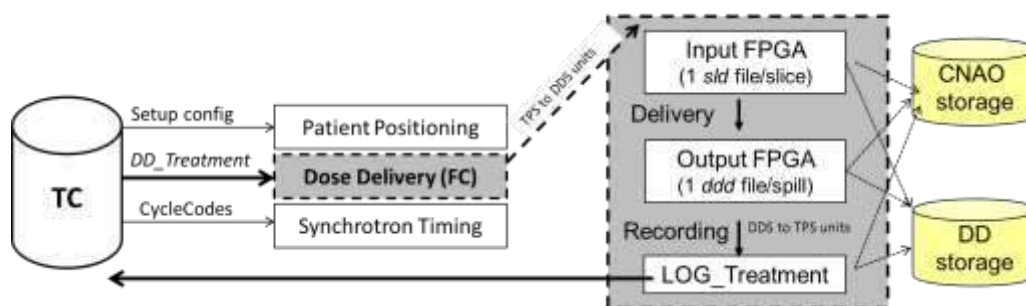 TC
Setup config
DD_Treatment
CycleCodes
Patient Positioning
Dose Delivery (FC)
Synchrotron Timing
TPS to DDS units
Input FPGA
(1 sld file/slice)
Delivery
Output FPGA
(1 ddd file/spill)
Recording
DDS to TPS units
LOG_Treatment
CNAO
storage
DD
storage